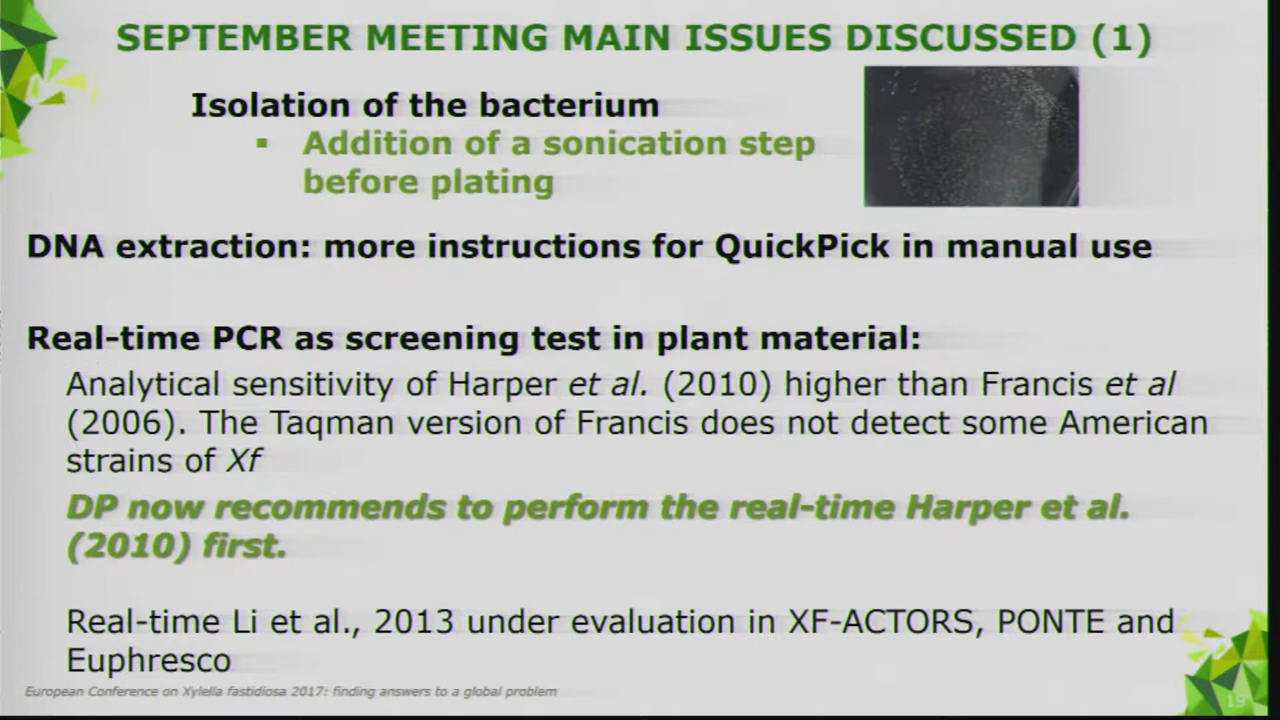 SEPTEMBER MEETING MAIN ISSUES DISCUSSED (1)
Isolation of the bacterium
▪ Addition of a sonication step
before plating
DNA extraction: more instructions for QuickPick in manual use
Real-time PCR as screening test in plant material:
Analytical sensitivity of Harper et al. (2010) higher than Francis et al
(2006). The Taqman version of Francis does not detect some American
strains of Xf
DP now recommends to perform the real-time Harper et al.
(2010) first.
Real-time Li et al., 2013 under evaluation in XF-ACTORS, PONTE and
Euphresco
European Conference on Xylella fastidiosa 2017: finding answers to a global problem
19